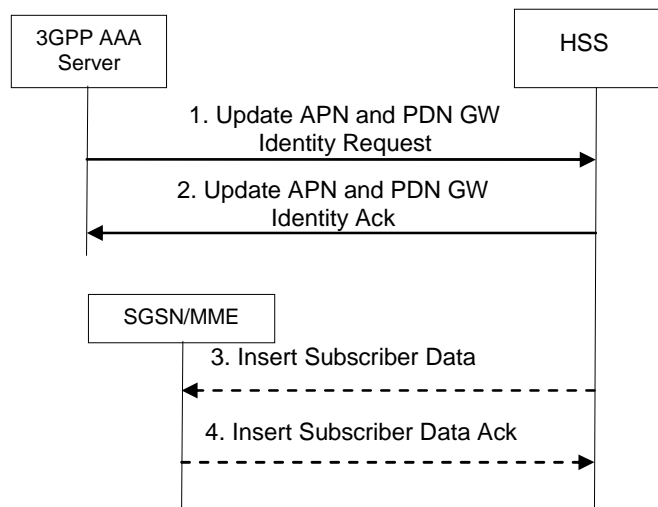 3GPP AAA
Server
HSS
1. Update APN and PDN GW
Identity Request
2. Update APN and PDN GW
Identity Ack
SGSN/MME
3. Insert Subscriber Data
4. Insert Subscriber Data Ack